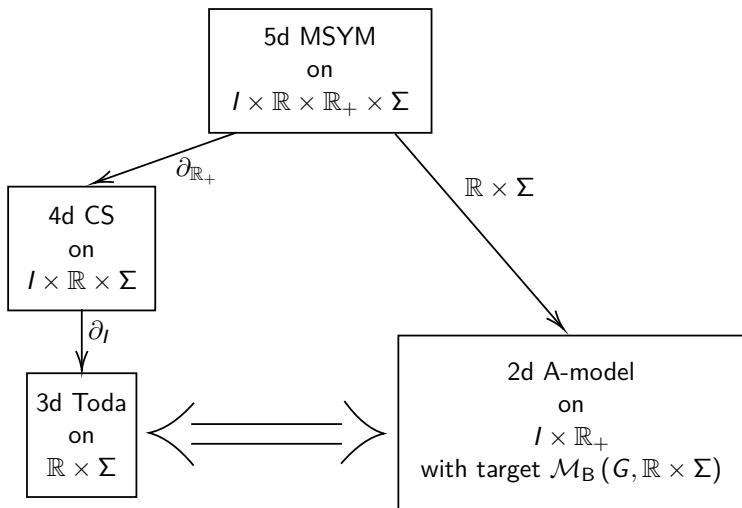 5d MSYM
on
I × ℝ × ℝ₊ × Σ
∂_{ℝ₊}
ℝ × Σ
4d CS
on
I × ℝ × Σ
∂_I
3d Toda
on
ℝ × Σ
2d A-model
on
I × ℝ₊
with target ℳ_B (G, ℝ × Σ)